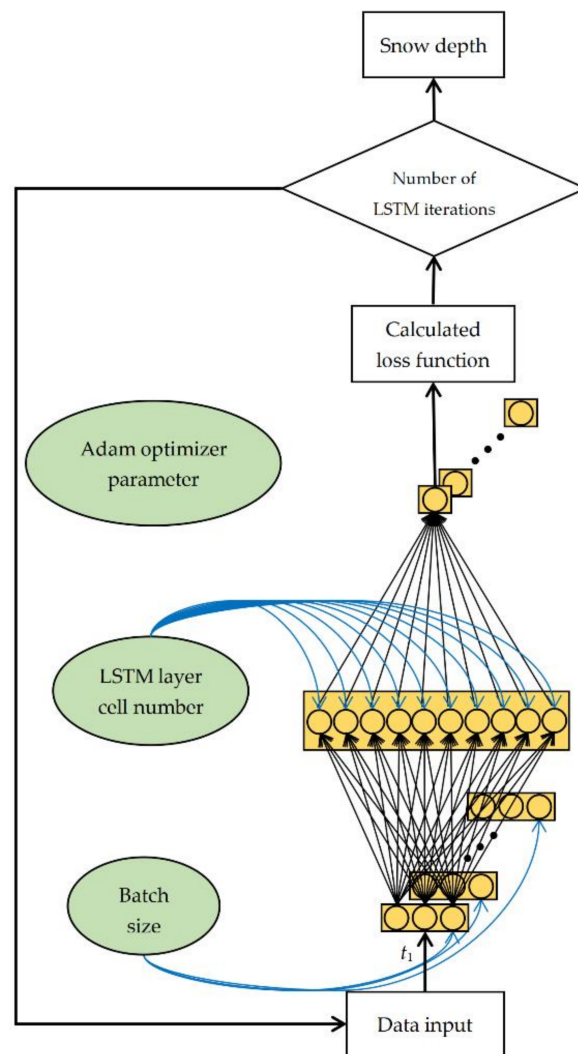 Snow depth
Number of
LSTM iterations
Calculated
loss function
Adam optimizer
parameter
LSTM layer
cell number
Batch
size
t₁
Data input